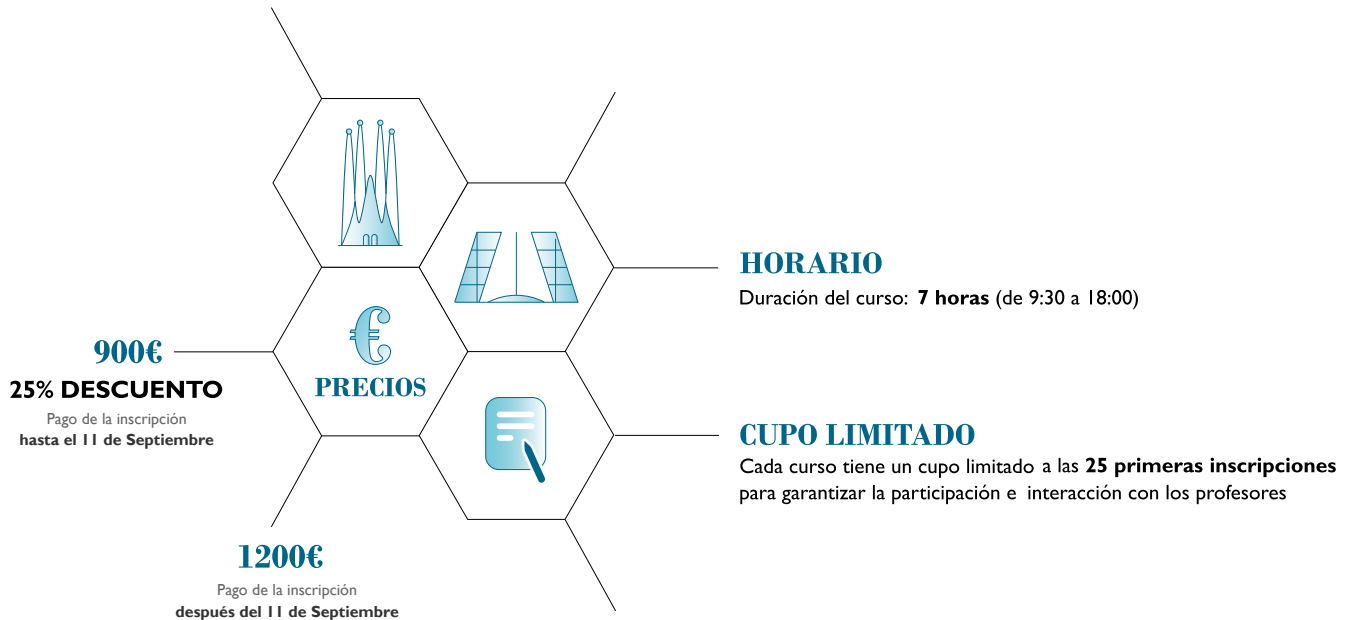 HORARIO
Duración del curso: 7 horas (de 9:30 a 18:00)
€
PRECIOS
900€
25% DESCUENTO
Pago de la inscripción
hasta el 11 de Septiembre
CUPO LIMITADO
Cada curso tiene un cupo limitado a las 25 primeras inscripciones
para garantizar la participación e interacción con los profesores
1200€
Pago de la inscripción
después del 11 de Septiembre